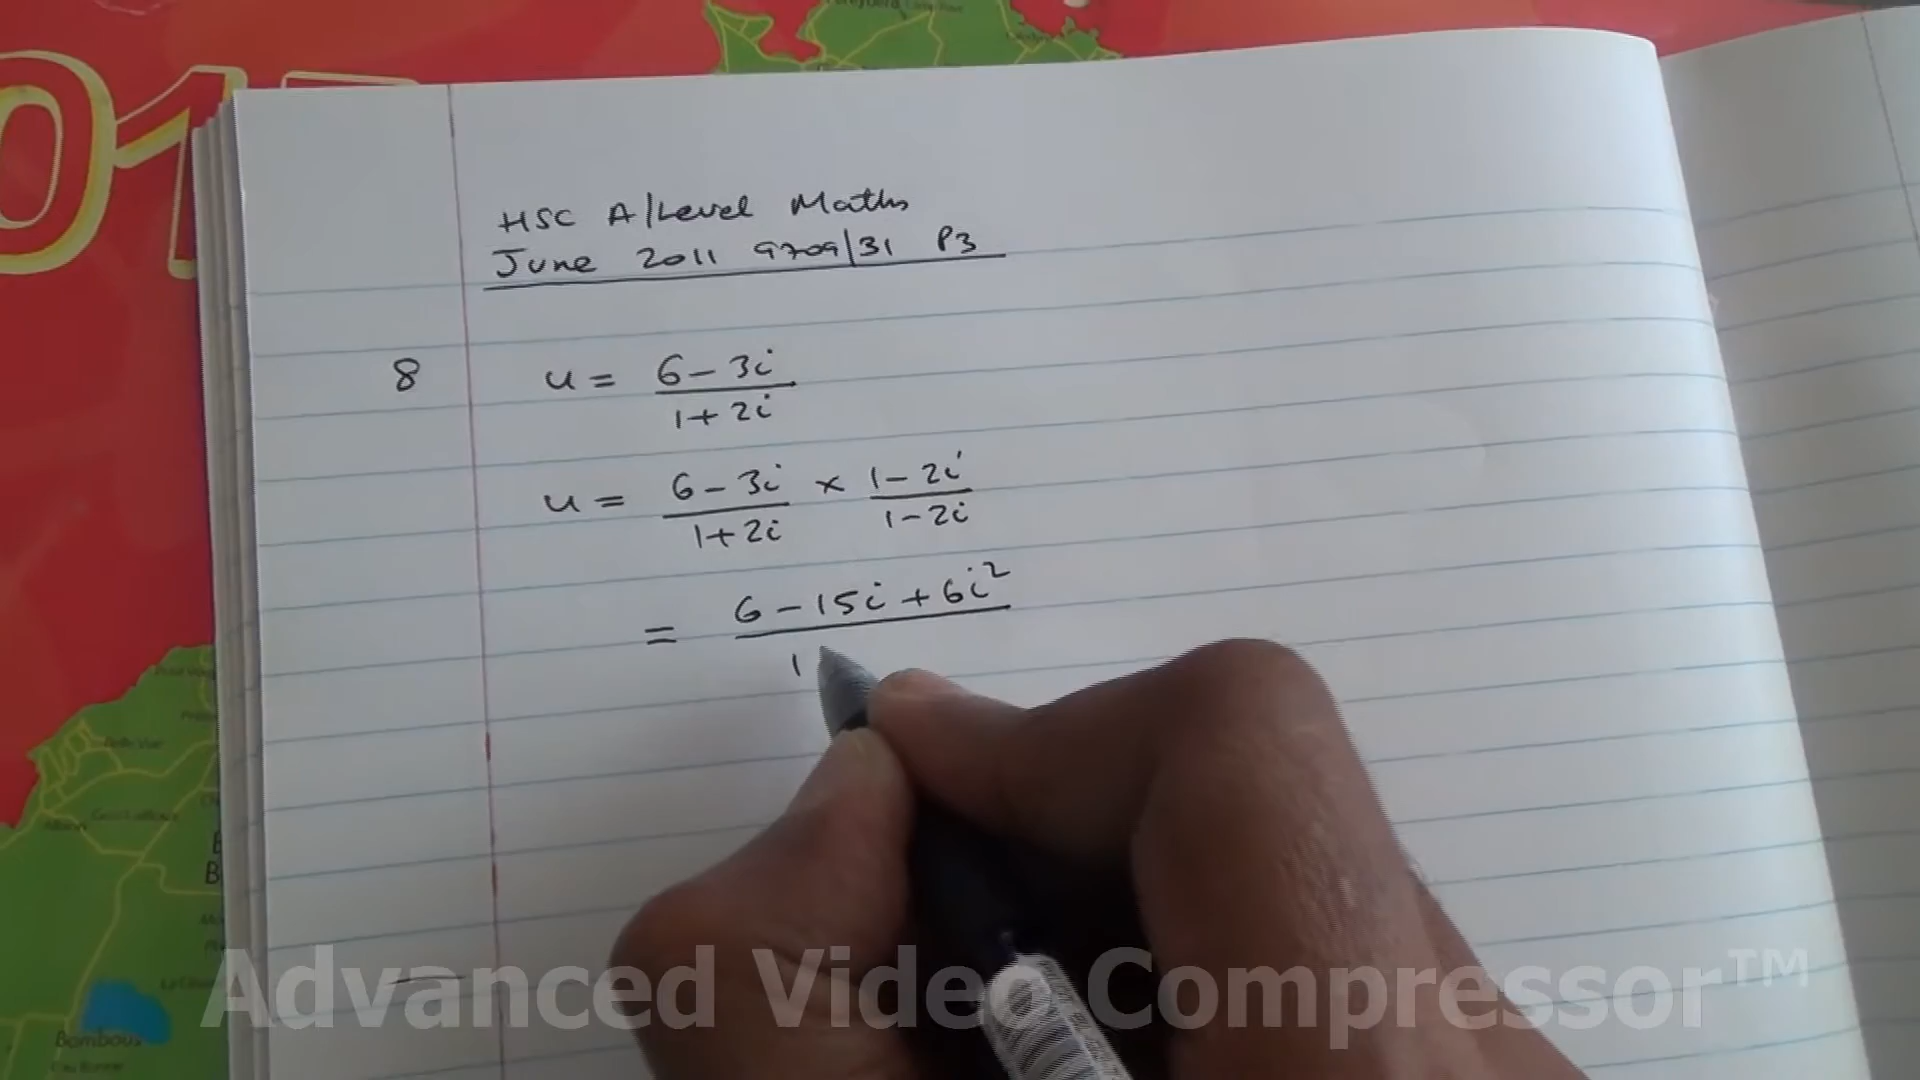 HSC A/Level Maths
June 2011 9709/31 P3
8 u = 6 - 3i / 1 + 2i
u = 6 - 3i / 1 + 2i × 1 - 2i / 1 - 2i
= 6 - 15i + 6i² / 1
Bombous
Advanced Video Compressor™